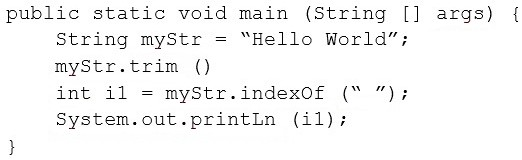 public static void main (String [] args) {
    String myStr = “Hello World”;
    myStr.trim ()
    int i1 = myStr.indexOf (“ ”);
    System.out.printLn (i1);
}